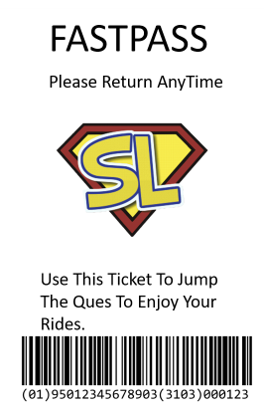 FASTPASS
Please Return AnyTime
SL
Use This Ticket To Jump
The Ques To Enjoy Your
Rides.
(01)95012345678903(3103)000123